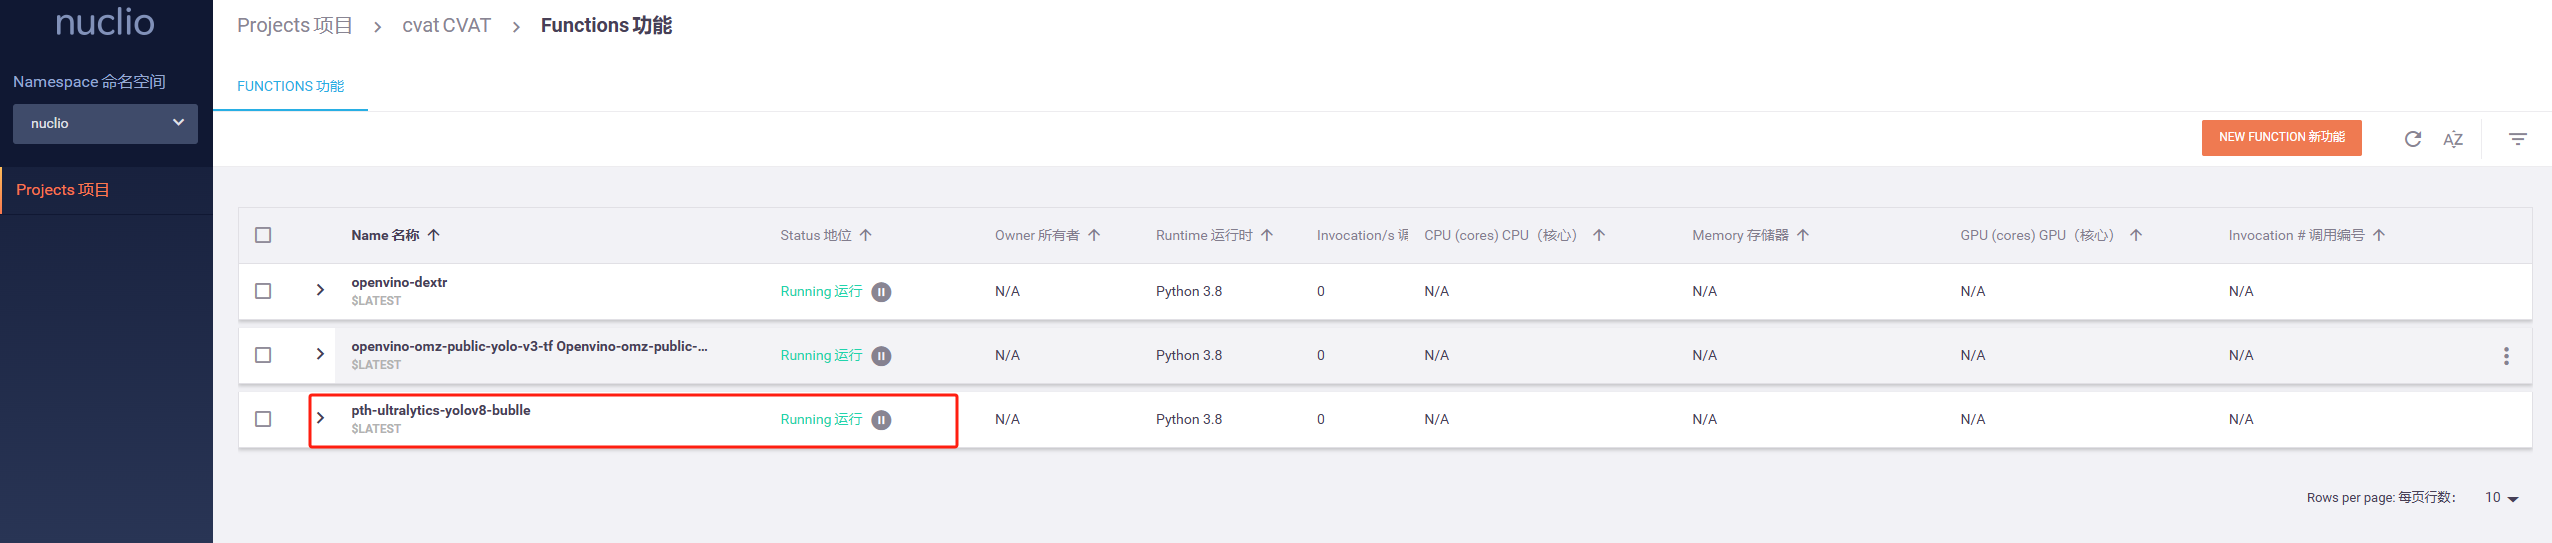 nuclio
Projects 项目 > cvat CVAT > Functions 功能
Namespace 命名空间
nuclio
Projects 项目
FUNCTIONS 功能
NEW FUNCTION 新功能
Name 名称 Status 地位 Owner 所有者 Runtime 运行时 Invocation/s 调 CPU (cores) CPU（核心） Memory 存储器 GPU (cores) GPU（核心） Invocation # 调用编号
openvino-dextr
$LATEST
Running 运行 N/A Python 3.8 0 N/A N/A N/A N/A
openvino-omz-public-yolo-v3-tf Openvino-omz-public-...
$LATEST
Running 运行 N/A Python 3.8 0 N/A N/A N/A N/A
pth-ultralytics-yolov8-bublle
$LATEST
Running 运行 N/A Python 3.8 0 N/A N/A N/A N/A
Rows per page: 每页行数： 10